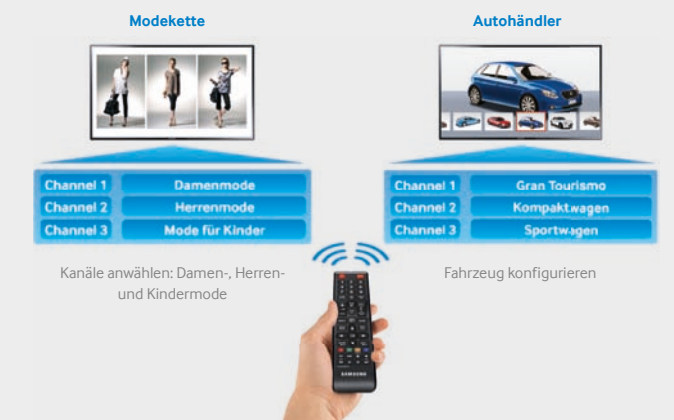 Modekette
Autohändler
Channel 1 Damenmode
Channel 2 Herrenmode
Channel 3 Mode für Kinder
Channel 1 Gran Tourismo
Channel 2 Kompaktwagen
Channel 3 Sportwagen
Kanäle anwählen: Damen-, Herren-
und Kindermode
Fahrzeug konfigurieren
SAMSUNG